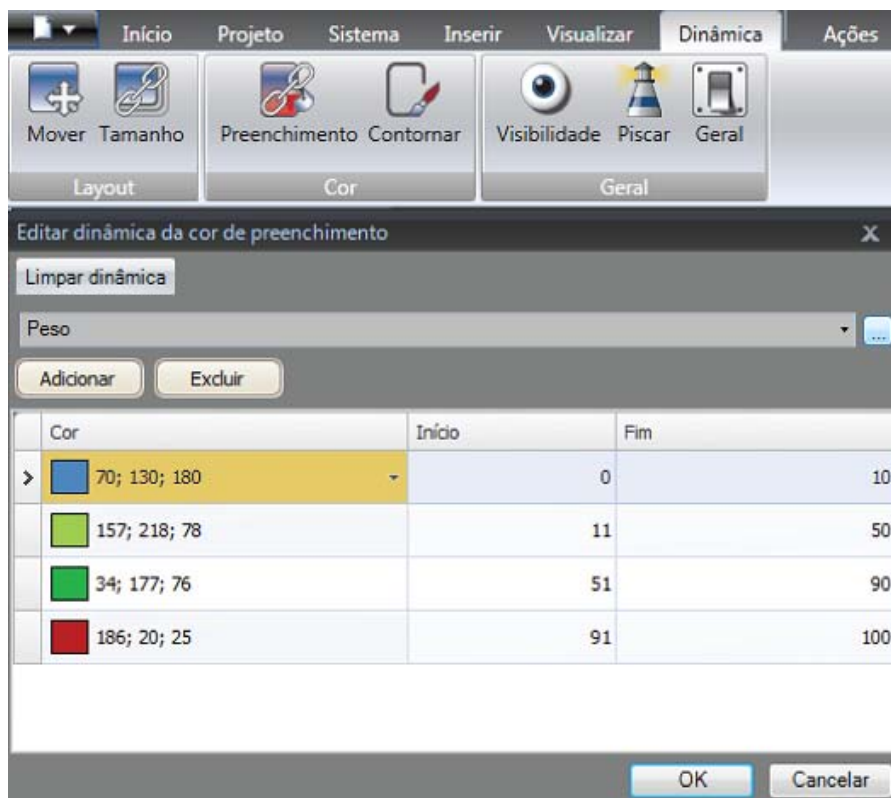 Início Projeto Sistema Inserir Visualizar Dinâmica Ações
Mover Tamanho Preenchimento Contornar Visibilidade Piscar Geral
Layout Cor Geral
Editar dinâmica da cor de preenchimento X
Limpar dinâmica
Peso ...
Adicionar Excluir
Cor Início Fim
70; 130; 180 0 10
157; 218; 78 11 50
34; 177; 76 51 90
186; 20; 25 91 100
OK Cancelar